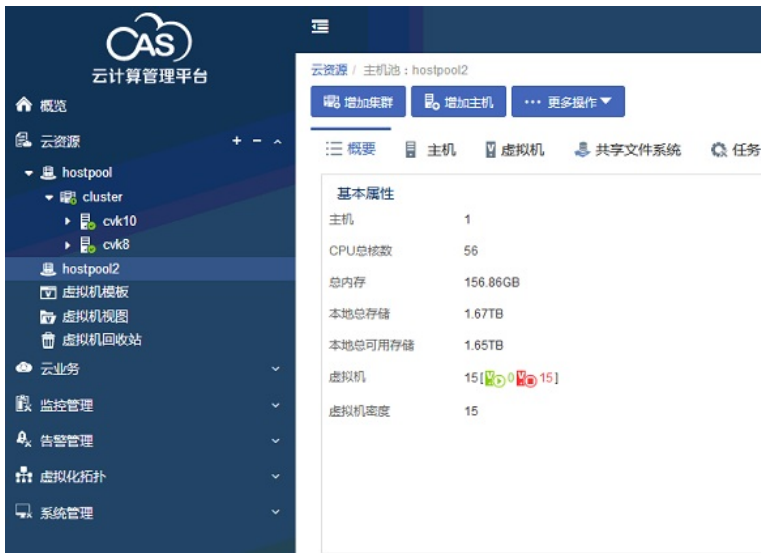 CAS
云计算管理平台
概览
云资源
hostpool
cluster
cvk10
cvk8
hostpool2
虚拟机模板
虚拟机视图
虚拟机回收站
云业务
监控管理
告警管理
虚拟化拓扑
系统管理
云资源 / 主机池：hostpool2
增加集群 增加主机 更多操作
概要 主机 虚拟机 共享文件系统 任务
基本属性
主机 1
CPU总核数 56
总内存 156.86GB
本地总存储 1.67TB
本地总可用存储 1.65TB
虚拟机 15[0 15]
虚拟机密度 15